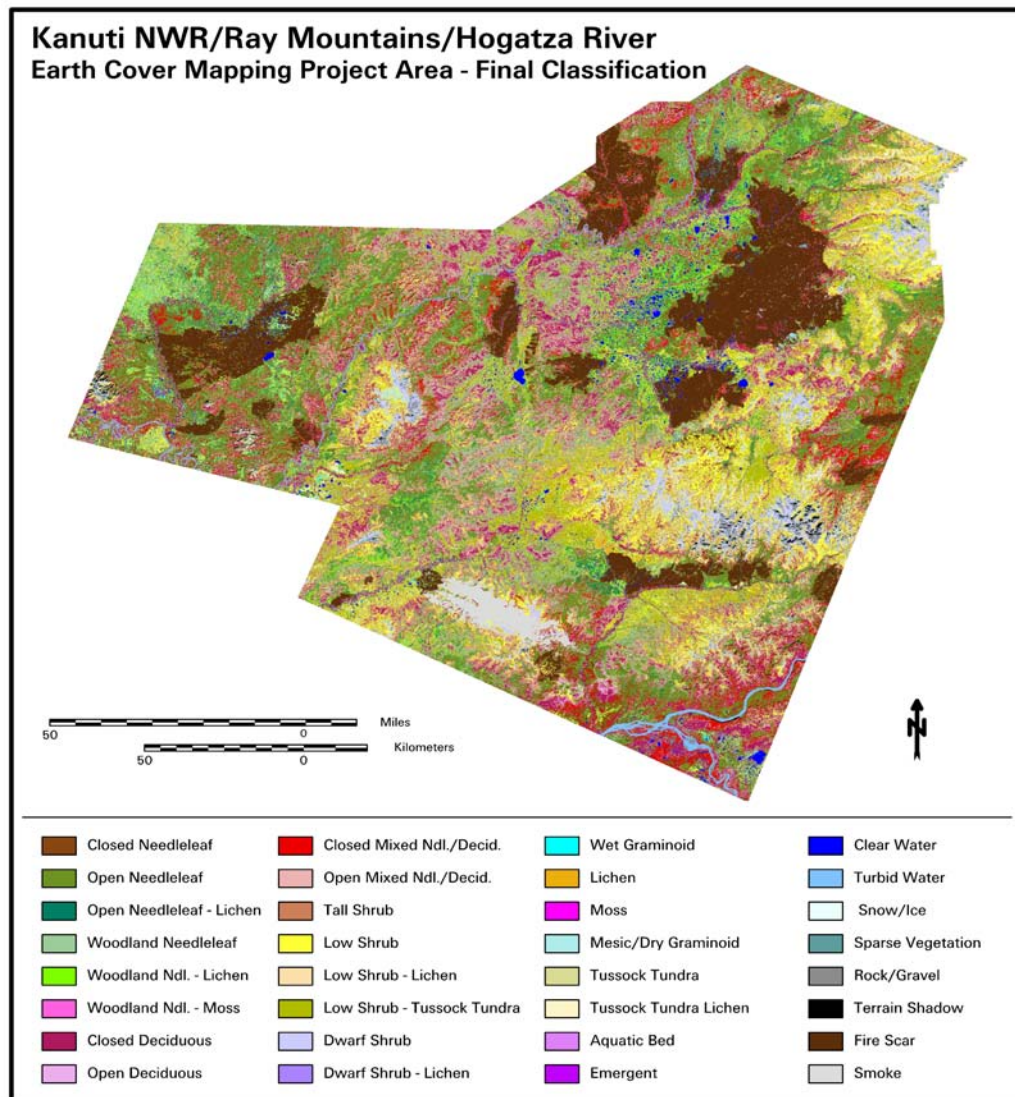 Kanuti NWR/Ray Mountains/Hogatza River
Earth Cover Mapping Project Area - Final Classification
Miles
50 0
Kilometers
50 0
N
Closed Needleleaf Closed Mixed Ndl./Decid. Wet Graminoid Clear Water
Open Needleleaf Open Mixed Ndl./Decid. Lichen Turbid Water
Open Needleleaf - Lichen Tall Shrub Moss Snow/Ice
Woodland Needleleaf Low Shrub Mesic/Dry Graminoid Sparse Vegetation
Woodland Ndl. - Lichen Low Shrub - Lichen Tussock Tundra Rock/Gravel
Woodland Ndl. - Moss Low Shrub - Tussock Tundra Tussock Tundra Lichen Terrain Shadow
Closed Deciduous Dwarf Shrub Aquatic Bed Fire Scar
Open Deciduous Dwarf Shrub - Lichen Emergent Smoke